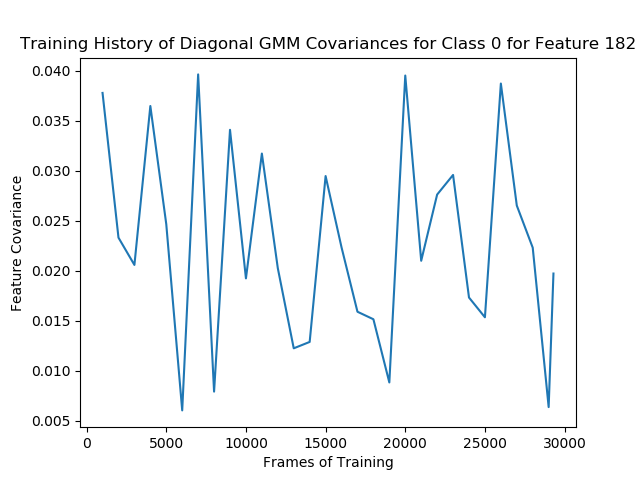 Training History of Diagonal GMM Covariances for Class 0 for Feature 182
0.040
0.035
0.030
0.025
0.020
0.015
0.010
0.005
Feature Covariance
0 5000 10000 15000 20000 25000 30000
Frames of Training